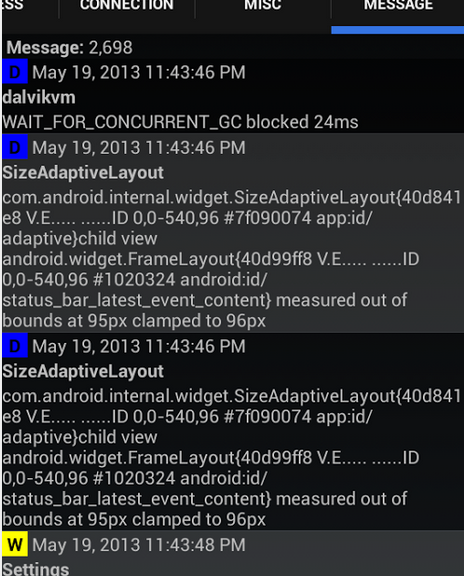 ESS CONNECTION MISC MESSAGE
Message: 2,698
D May 19, 2013 11:43:46 PM
dalvikvm
WAIT_FOR_CONCURRENT_GC blocked 24ms
D May 19, 2013 11:43:46 PM
SizeAdaptiveLayout
com.android.internal.widget.SizeAdaptiveLayout{40d841
e8 V.E..... ......ID 0,0-540,96 #7f090074 app:id/
adaptive}child view
android.widget.FrameLayout{40d99ff8 V.E..... ......ID
0,0-540,96 #1020324 android:id/
status_bar_latest_event_content} measured out of
bounds at 95px clamped to 96px
D May 19, 2013 11:43:46 PM
SizeAdaptiveLayout
com.android.internal.widget.SizeAdaptiveLayout{40d841
e8 V.E..... ......ID 0,0-540,96 #7f090074 app:id/
adaptive}child view
android.widget.FrameLayout{40d99ff8 V.E..... ......ID
0,0-540,96 #1020324 android:id/
status_bar_latest_event_content} measured out of
bounds at 95px clamped to 96px
W May 19, 2013 11:43:48 PM
Settings